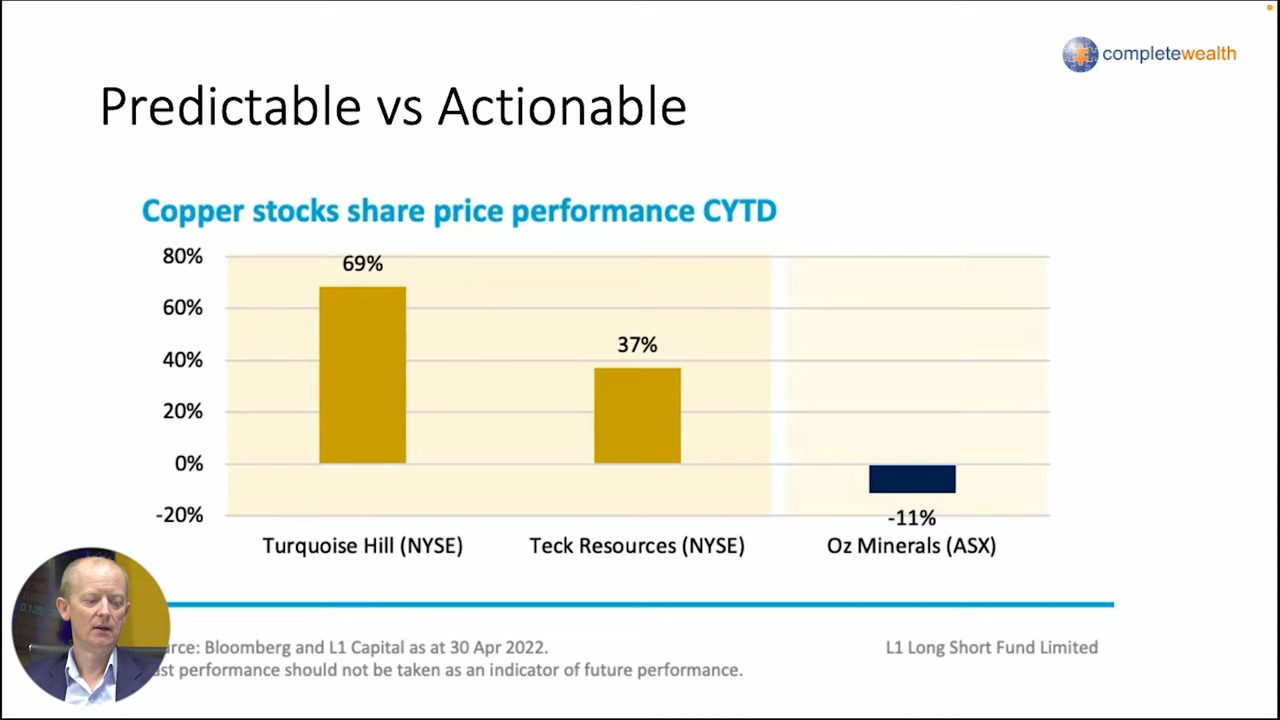 completewealth
Predictable vs Actionable
Copper stocks share price performance CYTD
80%
60%
40%
20%
0%
-20%
69%
37%
-11%
Turquoise Hill (NYSE) Teck Resources (NYSE) Oz Minerals (ASX)
0.135
Bloomberg and L1 Capital as at 30 Apr 2022. L1 Long Short Fund Limited
performance should not be taken as an indicator of future performance.